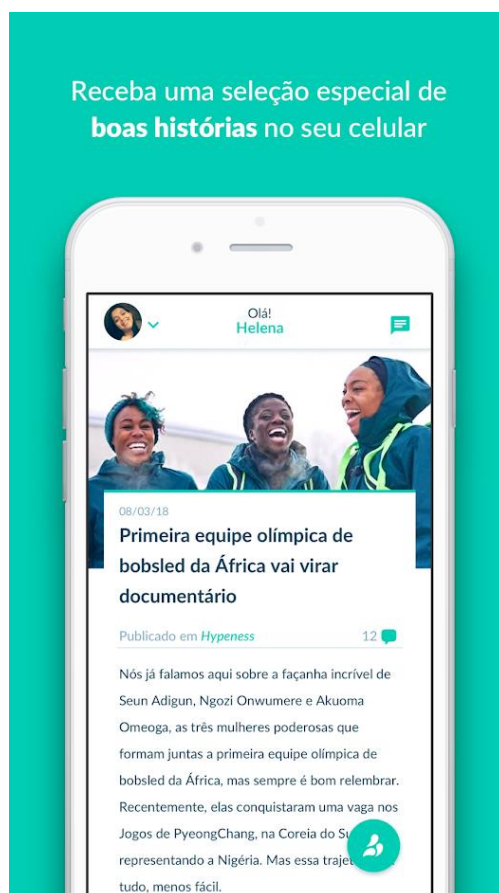 Receba uma seleção especial de
boas histórias no seu celular
Olá!
Helena
08/03/18
Primeira equipe olímpica de
bobsled da África vai virar
documentário
Publicado em Hypeness 12
Nós já falamos aqui sobre a façanha incrível de
Seun Adigun, Ngozi Onwumere e Akuoma
Omeoga, as três mulheres poderosas que
formam juntas a primeira equipe olímpica de
bobsled da África, mas sempre é bom relembrar.
Recentemente, elas conquistaram uma vaga nos
Jogos de PyeongChang, na Coreia do
representando a Nigéria. Mas essa
tudo, menos fácil.